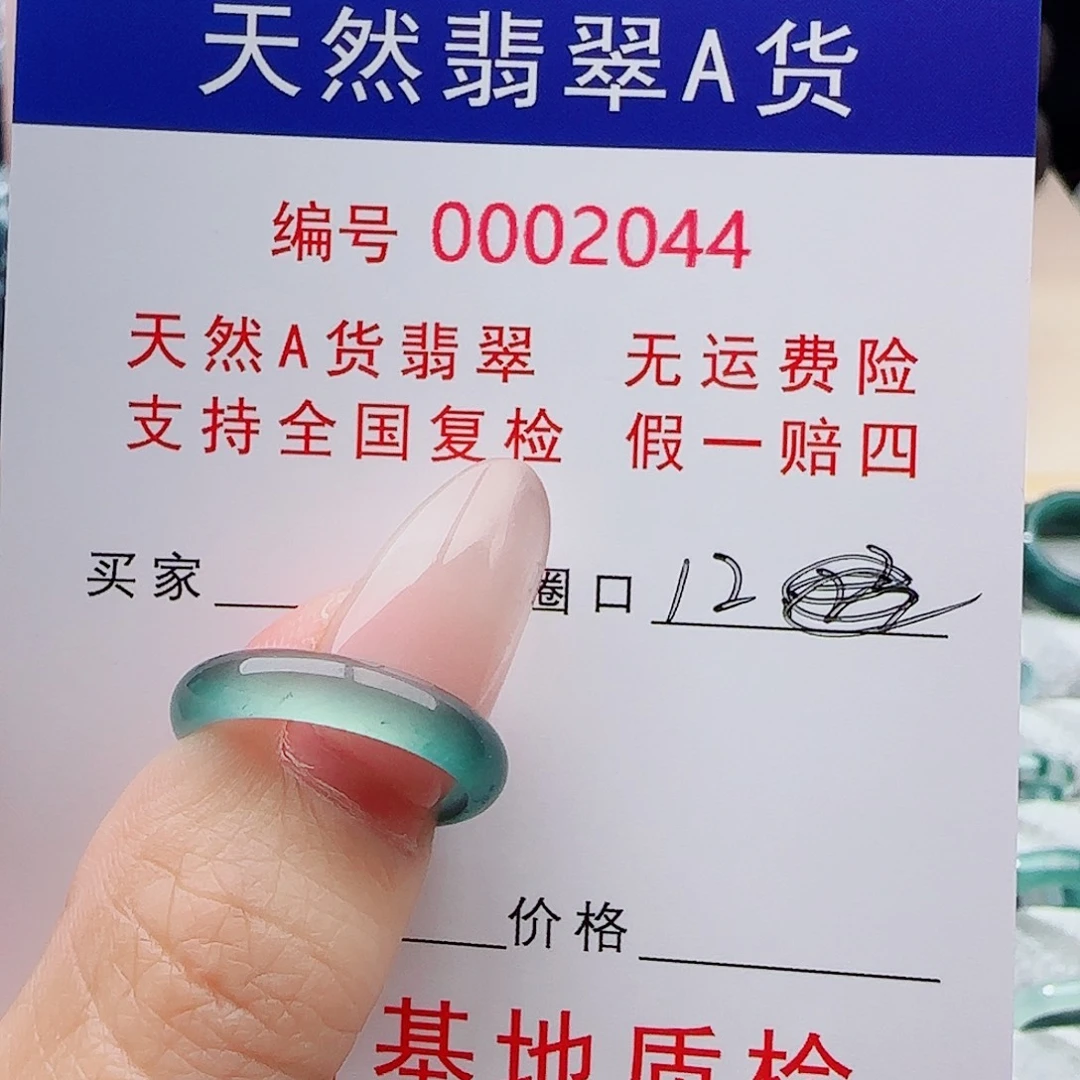 天然翡翠A货
编号 0002044
天然A货翡翠 无运费险
支持全国复检 假一赔四
买家 圈口 12
价格
基地质检